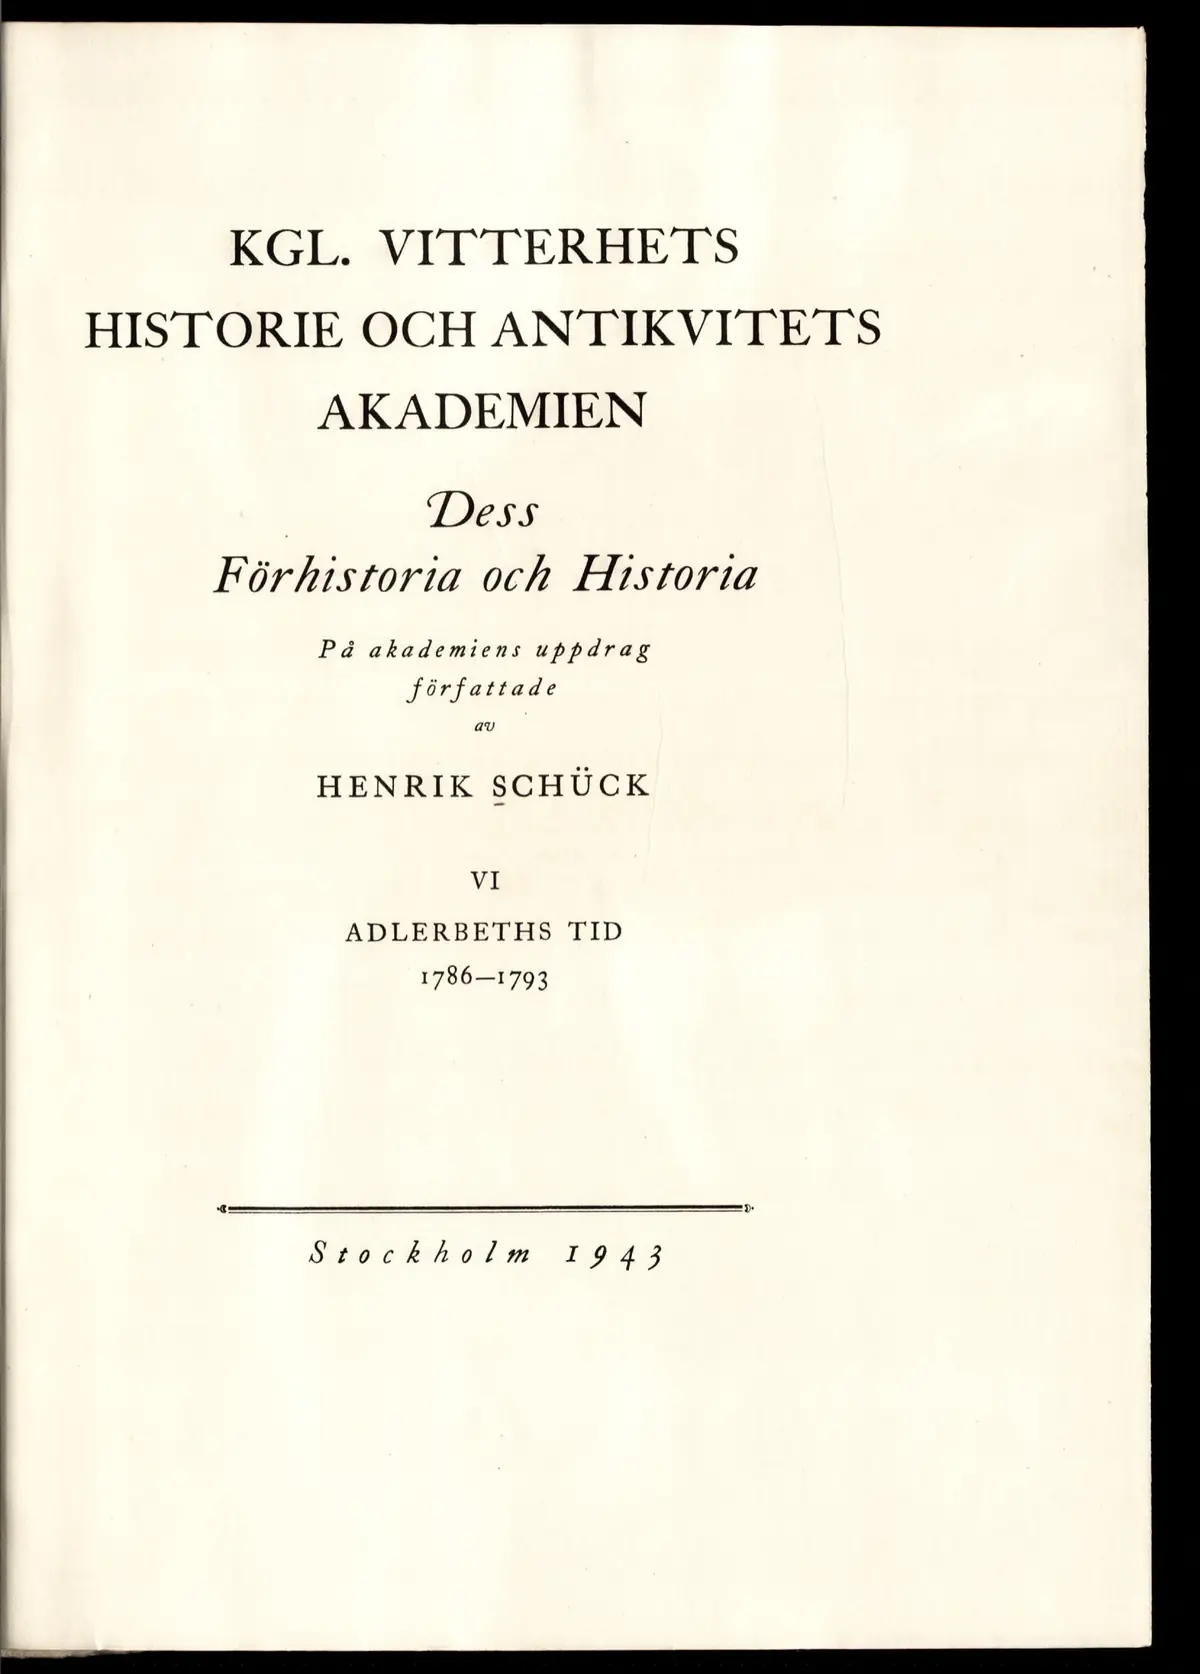 KGL. VITTERHETS
HISTORIE OCH ANTIKVITETS
AKADEMIEN
Dess
Förhistoria och Historia
På akademiens uppdrag
författade
av
HENRIK SCHÜCK
VI
ADLERBETHS TID
1786—1793
Stockholm 1943